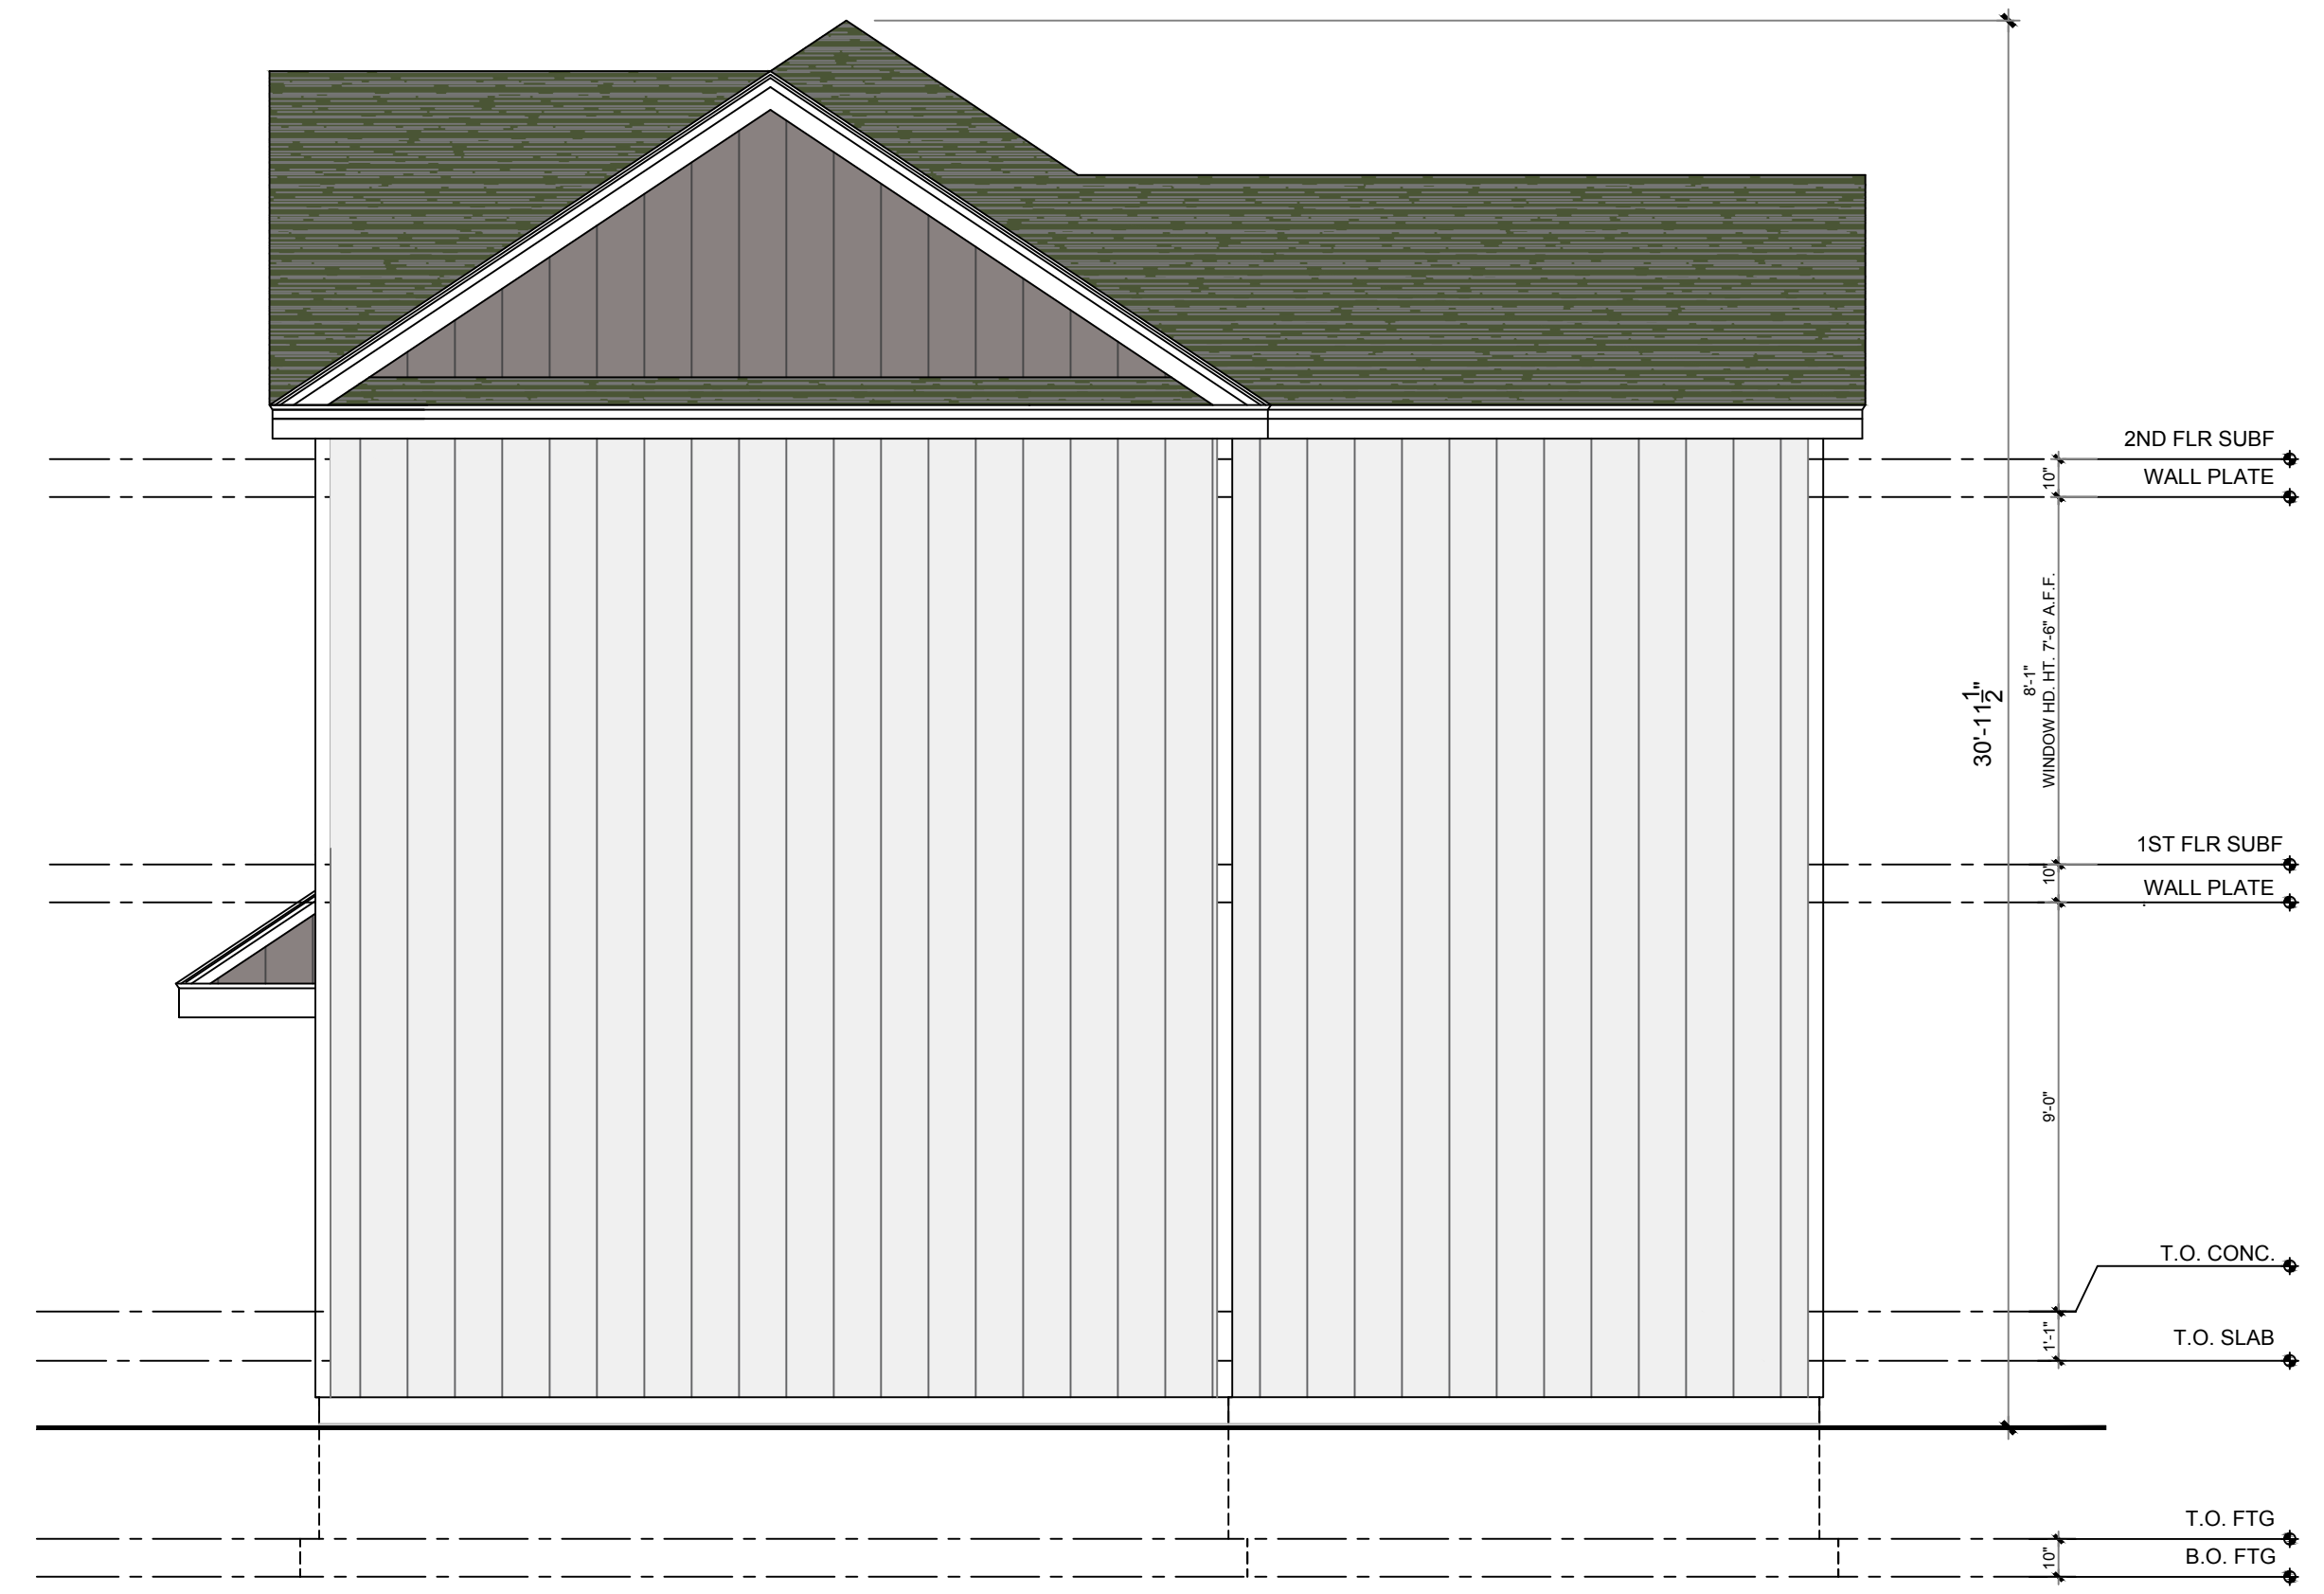 2ND FLR SUBF
10"
WALL PLATE
8'-1"
WINDOW HD. HT. 7'-6" A.F.F.
30'-11 1/2"
1ST FLR SUBF
10"
WALL PLATE
9'-0"
T.O. CONC.
1'-1"
T.O. SLAB
T.O. FTG
10"
B.O. FTG